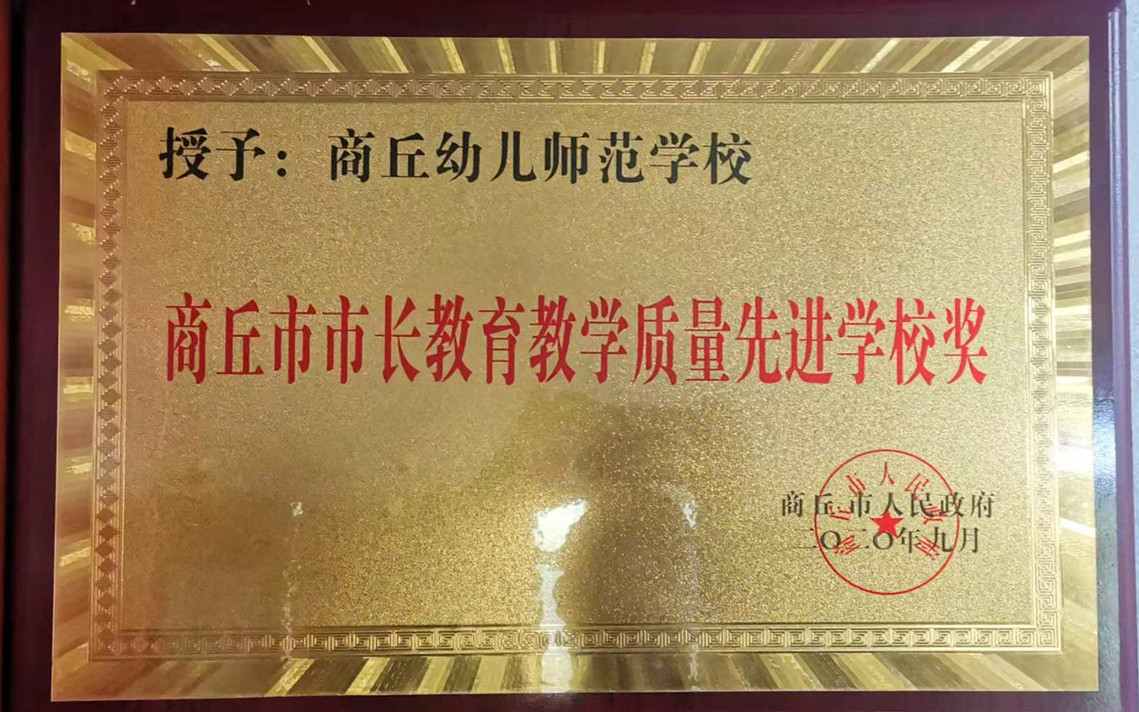 授予：商丘幼儿师范学校
商丘市市长教育教学质量先进学校奖
商丘市人民政府
二〇二〇年九月